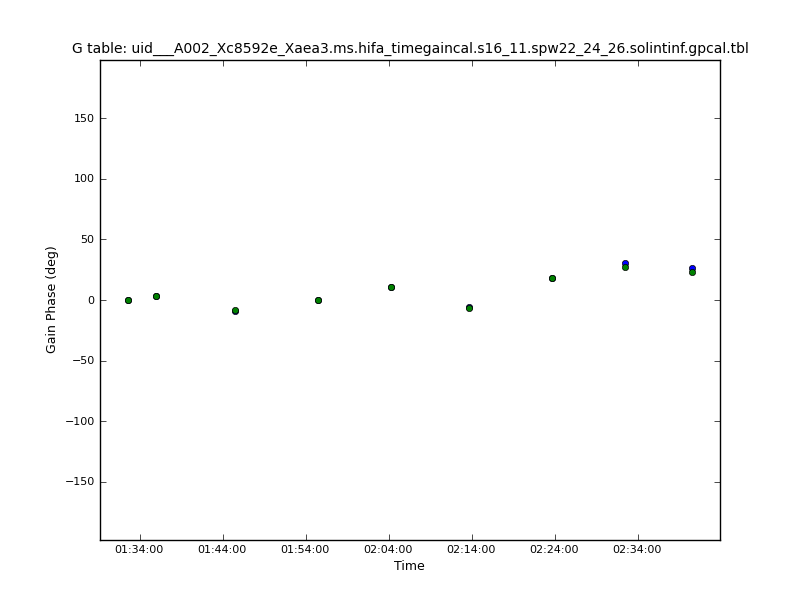 G table: uid___A002_Xc8592e_Xaea3.ms.hifa_timegaincal.s16_11.spw22_24_26.solintinf.gpcal.tbl
150
100
50
0
−50
−100
−150
Gain Phase (deg)
01:34:00 01:44:00 01:54:00 02:04:00 02:14:00 02:24:00 02:34:00
Time